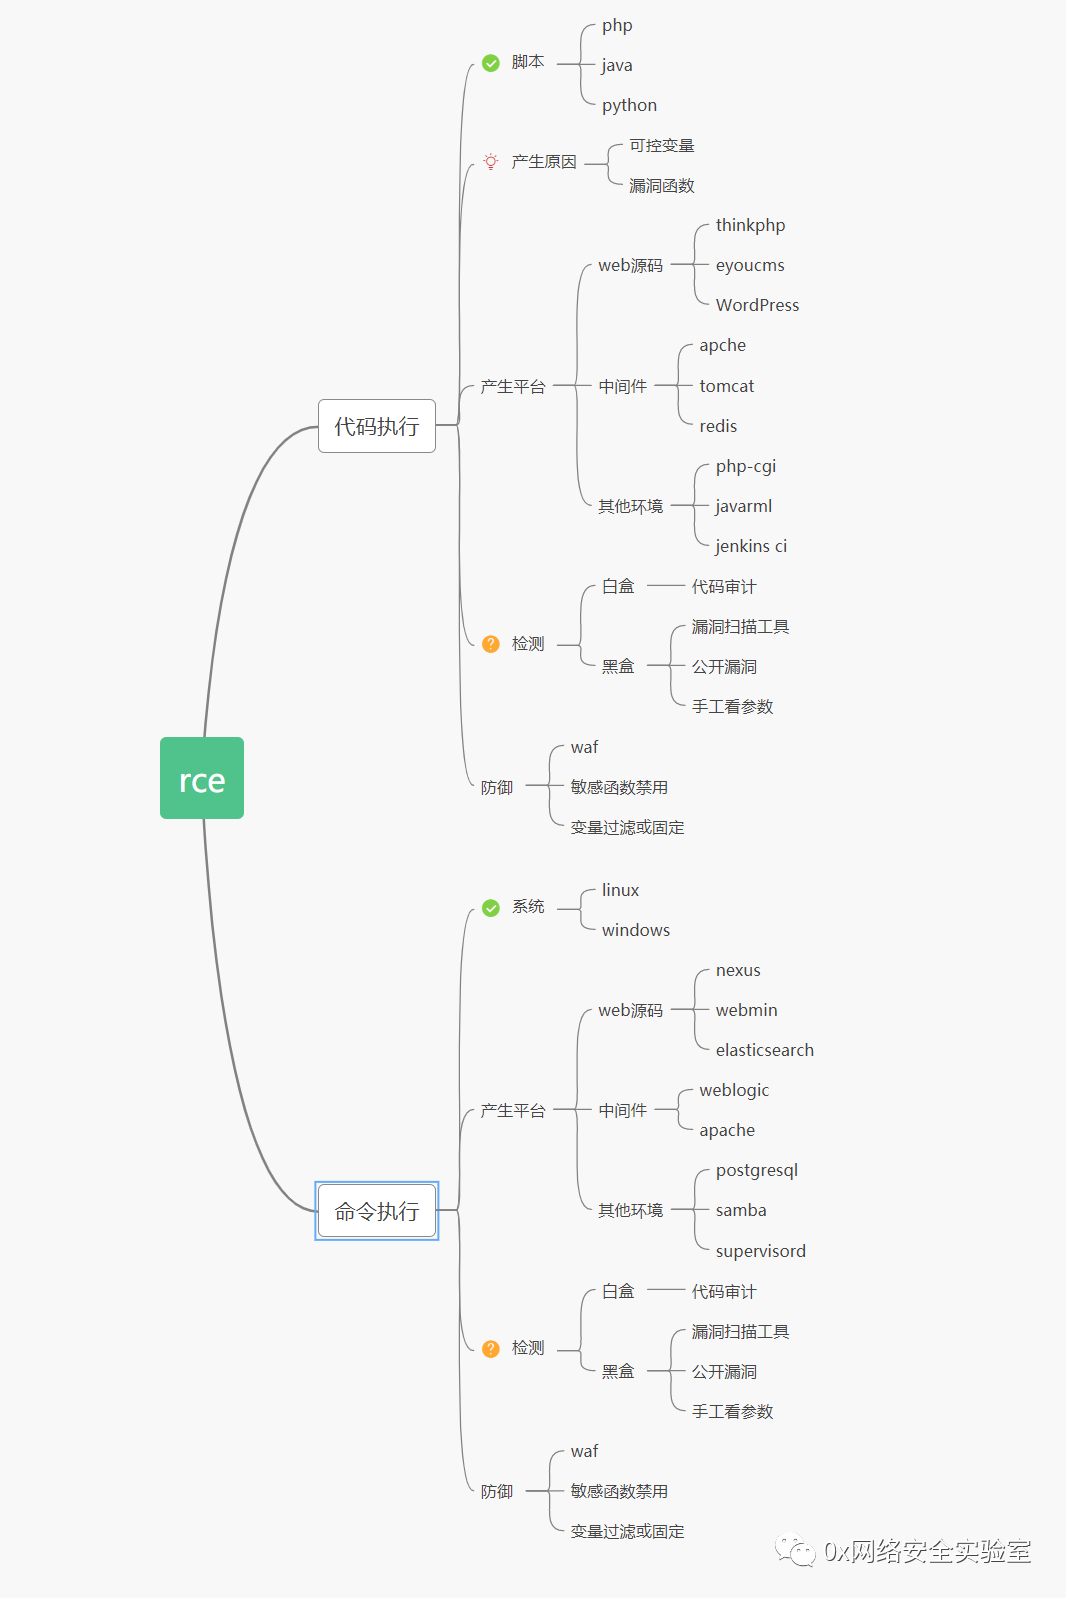 php
脚本
java
python
可控变量
产生原因
漏洞函数
thinkphp
web源码
eyoucms
WordPress
apche
产生平台
中间件
tomcat
redis
代码执行
php-cgi
其他环境
javarml
jenkins ci
白盒
代码审计
漏洞扫描工具
检测
黑盒
公开漏洞
手工看参数
waf
rce
防御
敏感函数禁用
变量过滤或固定
linux
系统
windows
nexus
web源码
webmin
elasticsearch
weblogic
产生平台
中间件
apache
postgresql
命令执行
其他环境
samba
supervisord
白盒
代码审计
漏洞扫描工具
检测
黑盒
公开漏洞
手工看参数
waf
防御
敏感函数禁用
变量过滤或固定
0x网络安全实验室